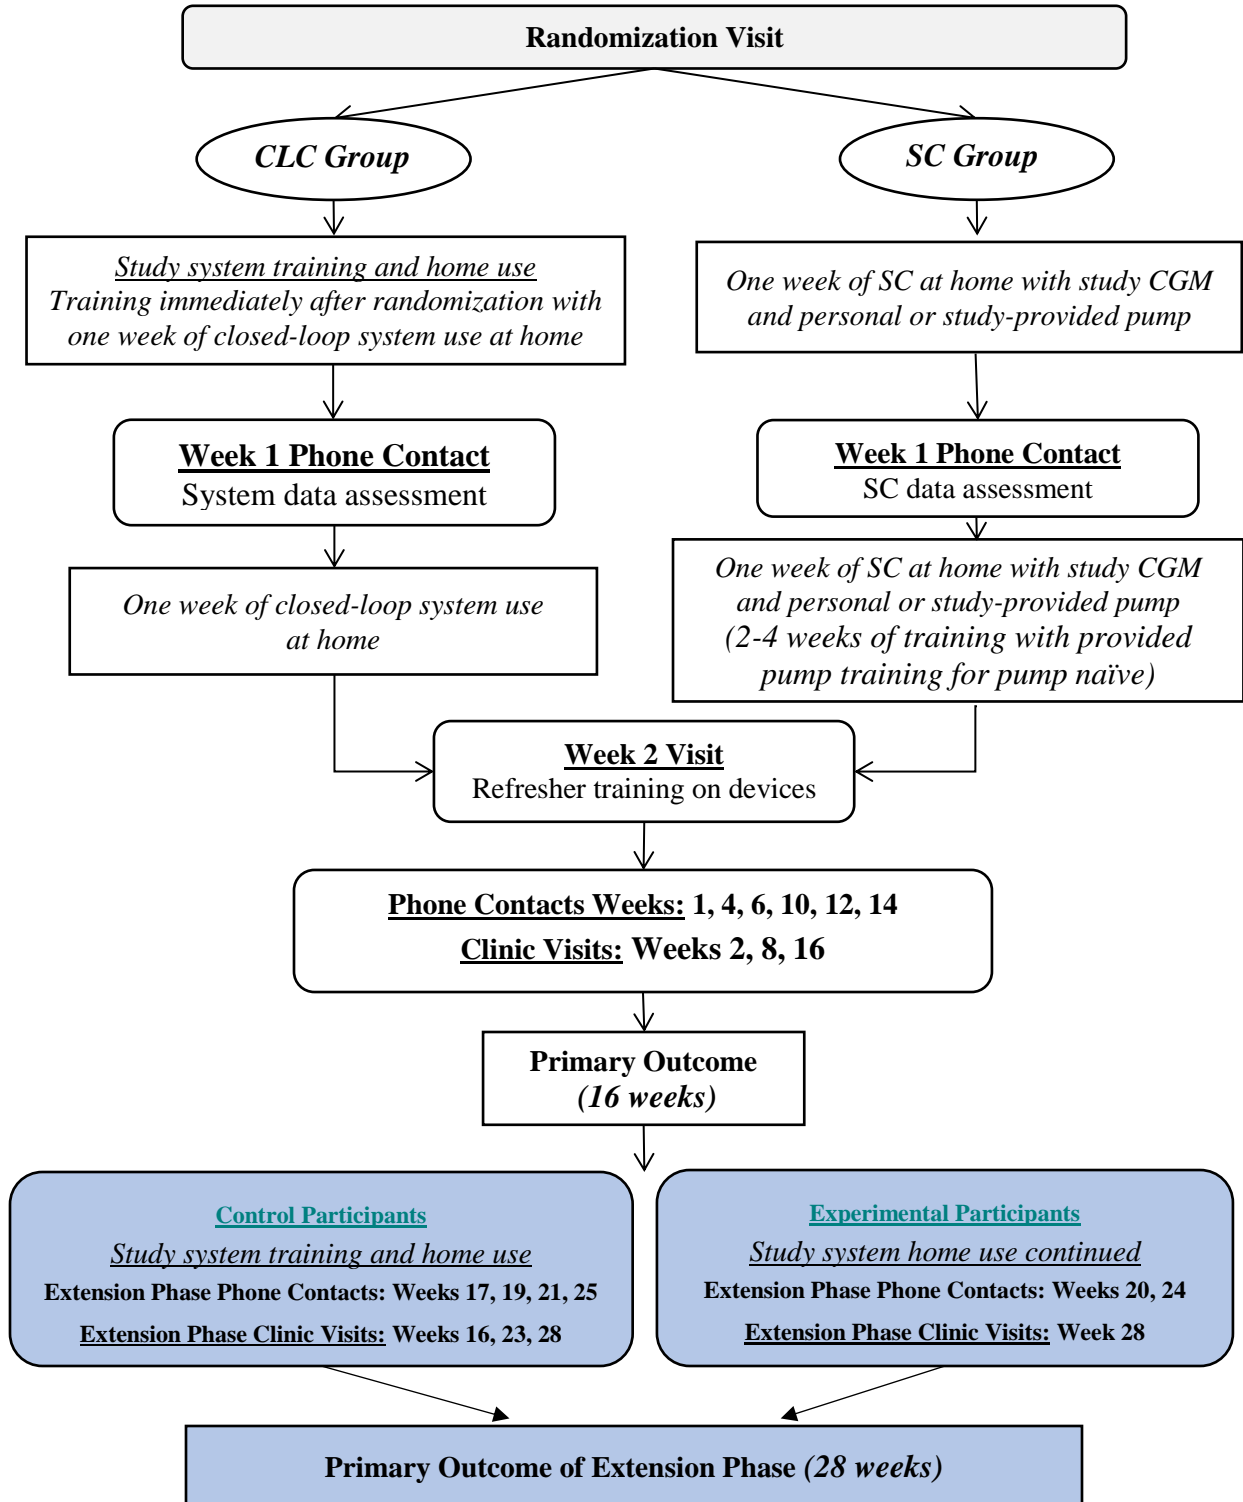 Randomization Visit
CLC Group
SC Group
Study system training and home use
Training immediately after randomization with
one week of closed-loop system use at home
One week of SC at home with study CGM
and personal or study-provided pump
Week 1 Phone Contact
System data assessment
Week 1 Phone Contact
SC data assessment
One week of closed-loop system use
at home
One week of SC at home with study CGM
and personal or study-provided pump
(2-4 weeks of training with provided
pump training for pump naïve)
Week 2 Visit
Refresher training on devices
Phone Contacts Weeks: 1, 4, 6, 10, 12, 14
Clinic Visits: Weeks 2, 8, 16
Primary Outcome
(16 weeks)
Control Participants
Study system training and home use
Extension Phase Phone Contacts: Weeks 17, 19, 21, 25
Extension Phase Clinic Visits: Weeks 16, 23, 28
Experimental Participants
Study system home use continued
Extension Phase Phone Contacts: Weeks 20, 24
Extension Phase Clinic Visits: Week 28
Primary Outcome of Extension Phase (28 weeks)